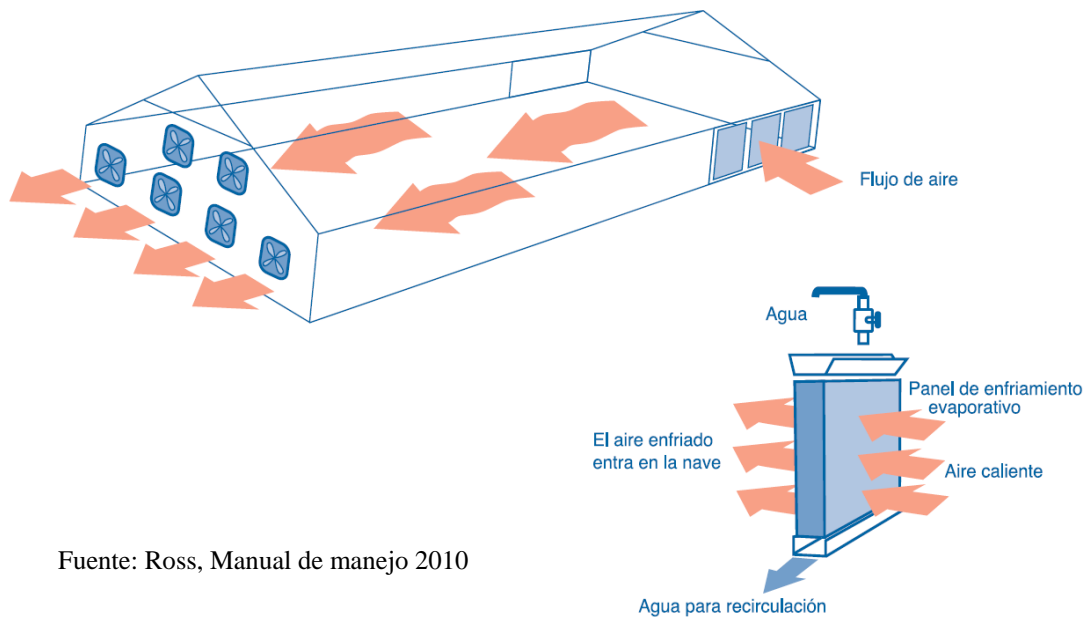 Flujo de aire
Agua
Panel de enfriamiento
evaporativo
El aire enfriado
entra en la nave
Aire caliente
Fuente: Ross, Manual de manejo 2010
Agua para recirculación